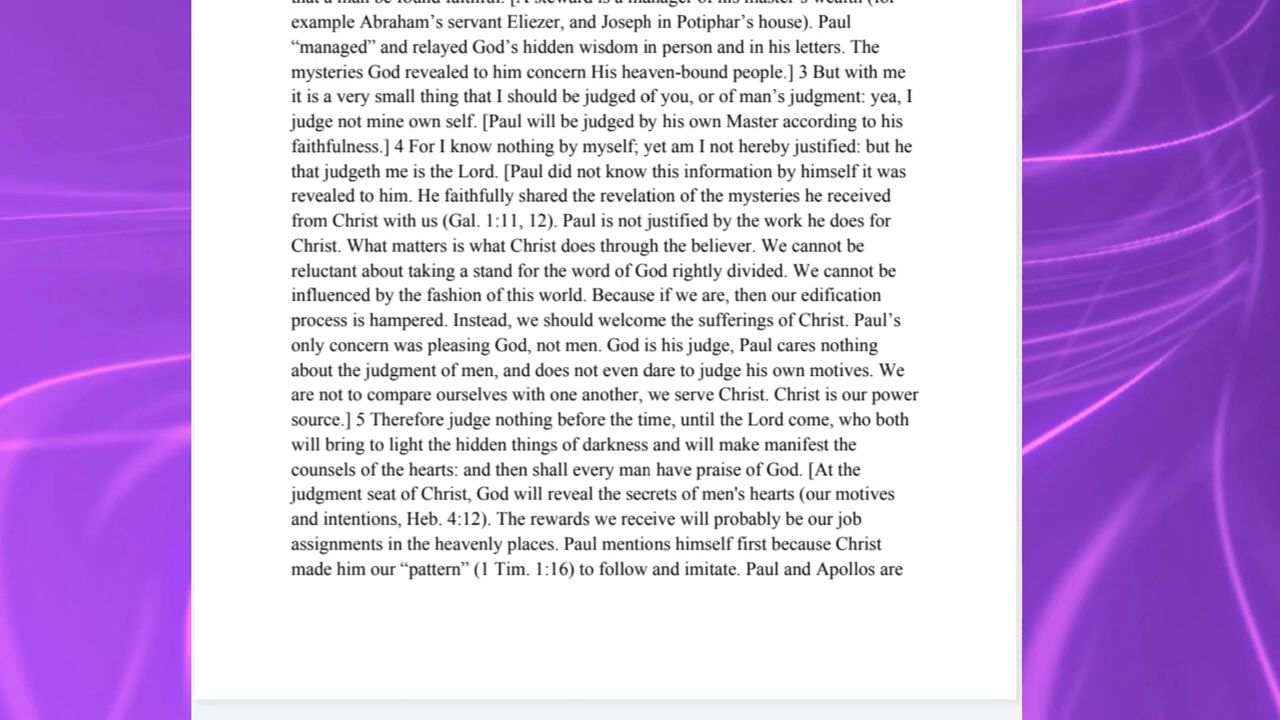 that a man be found faithful. [A steward is a manager of his master's wealth (for
example Abraham’s servant Eliezer, and Joseph in Potiphar’s house). Paul
“managed” and relayed God’s hidden wisdom in person and in his letters. The
mysteries God revealed to him concern His heaven-bound people.] 3 But with me
it is a very small thing that I should be judged of you, or of man’s judgment: yea, I
judge not mine own self. [Paul will be judged by his own Master according to his
faithfulness.] 4 For I know nothing by myself; yet am I not hereby justified: but he
that judgeth me is the Lord. [Paul did not know this information by himself it was
revealed to him. He faithfully shared the revelation of the mysteries he received
from Christ with us (Gal. 1:11, 12). Paul is not justified by the work he does for
Christ. What matters is what Christ does through the believer. We cannot be
reluctant about taking a stand for the word of God rightly divided. We cannot be
influenced by the fashion of this world. Because if we are, then our edification
process is hampered. Instead, we should welcome the sufferings of Christ. Paul’s
only concern was pleasing God, not men. God is his judge, Paul cares nothing
about the judgment of men, and does not even dare to judge his own motives. We
are not to compare ourselves with one another, we serve Christ. Christ is our power
source.] 5 Therefore judge nothing before the time, until the Lord come, who both
will bring to light the hidden things of darkness and will make manifest the
counsels of the hearts: and then shall every man have praise of God. [At the
judgment seat of Christ, God will reveal the secrets of men's hearts (our motives
and intentions, Heb. 4:12). The rewards we receive will probably be our job
assignments in the heavenly places. Paul mentions himself first because Christ
made him our “pattern” (1 Tim. 1:16) to follow and imitate. Paul and Apollos are